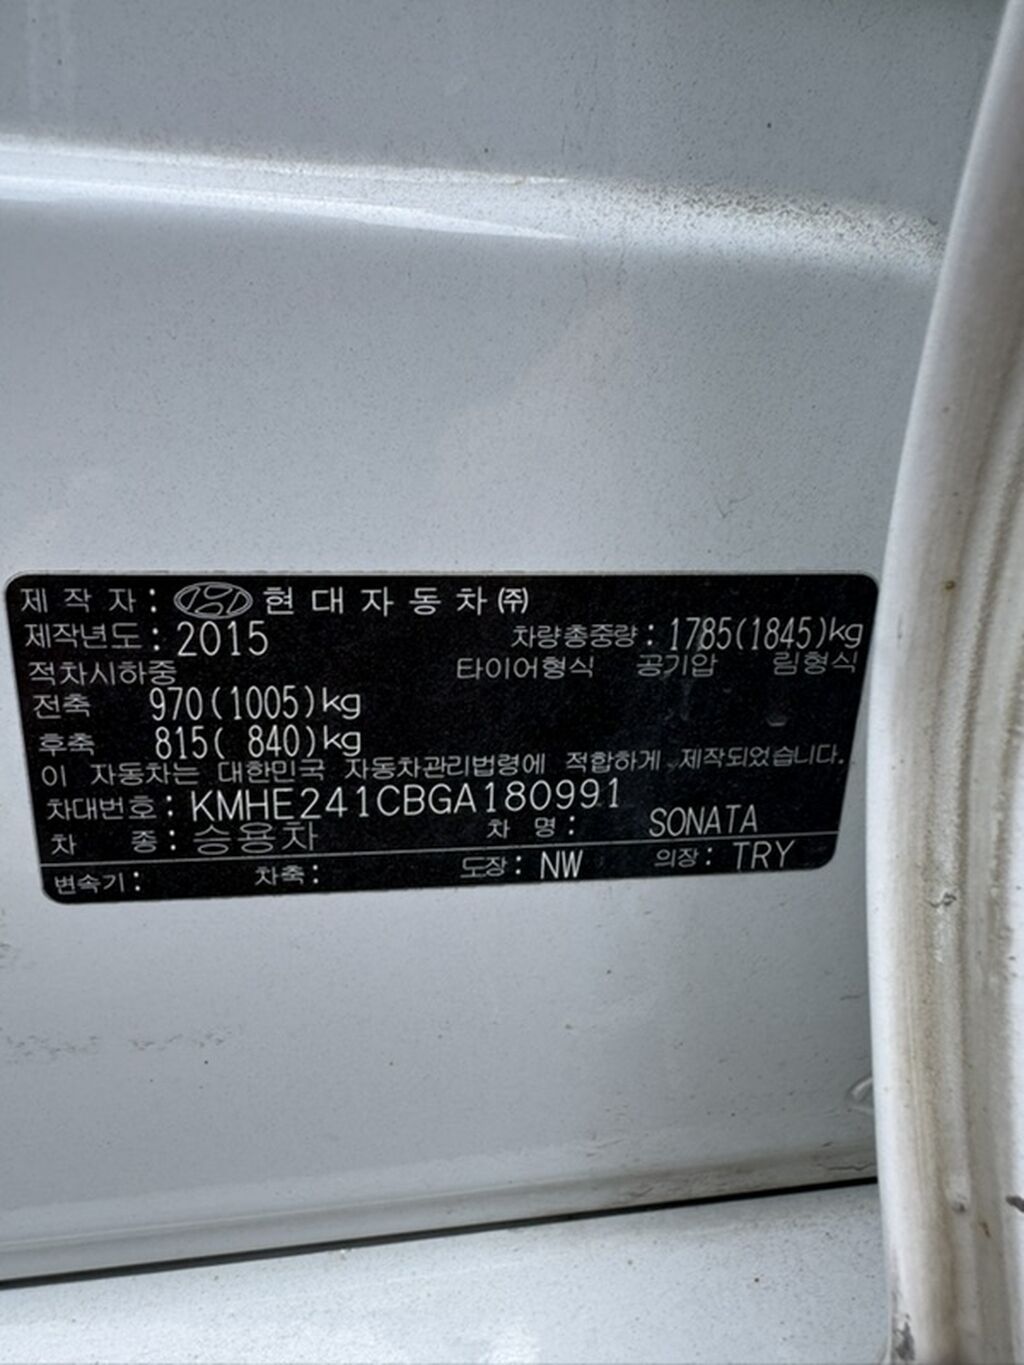 제작자: 현대자동차㈜
제작년도: 2015 차량총중량: 1785(1845)kg
적차시하중 타이어형식 공기압 림형식
전축 970(1005)kg
후축 815( 840)kg
이 자동차는 대한민국 자동차관리법령에 적합하게 제작되었습니다.
차대번호: KMHE241CBGA180991
차 종: 승용차 차 명: SONATA
변속기: 차축: 도장: NW 의장: TRY